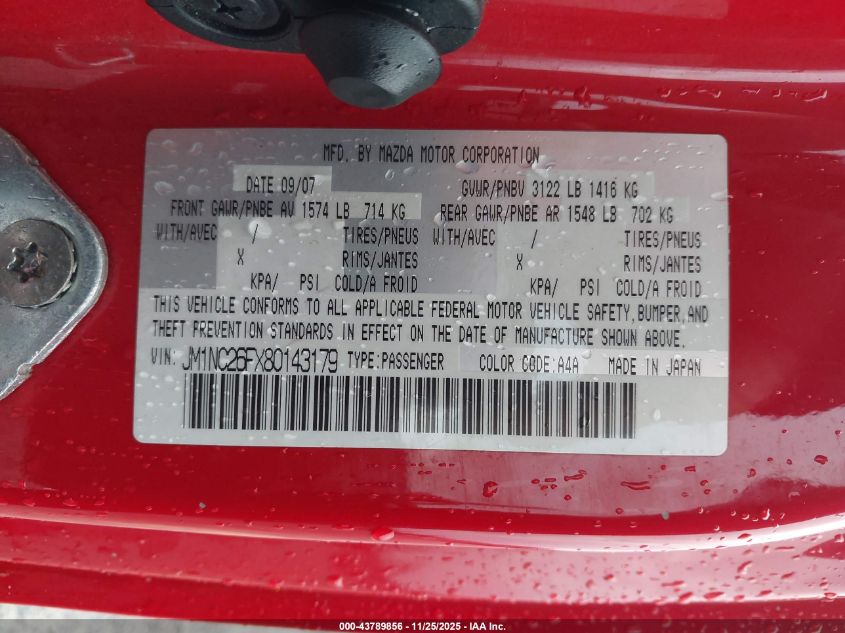 MFD. BY MAZDA MOTOR CORPORATION
DATE 09/07 GVWR/PNBV 3122 LB 1416 KG
FRONT GAWR/PNBE AV 1574 LB 714 KG REAR GAWR/PNBE AR 1548 LB 702 KG
WITH/AVEC / TIRES/PNEUS WITH/AVEC / TIRES/PNEUS
X RIMS/JANTES X RIMS/JANTES
KPA/ PSI COLD/A FROID KPA/ PSI COLD/A FROID
THIS VEHICLE CONFORMS TO ALL APPLICABLE FEDERAL MOTOR VEHICLE SAFETY, BUMPER, AND
THEFT PREVENTION STANDARDS IN EFFECT ON THE DATE OF MANUFACTURE SHOWN ABOVE.
VIN: JM1NC26FX80143179 TYPE:PASSENGER COLOR CODE:A4A MADE IN JAPAN
000-43789856 - 11/25/2025 - IAA Inc.